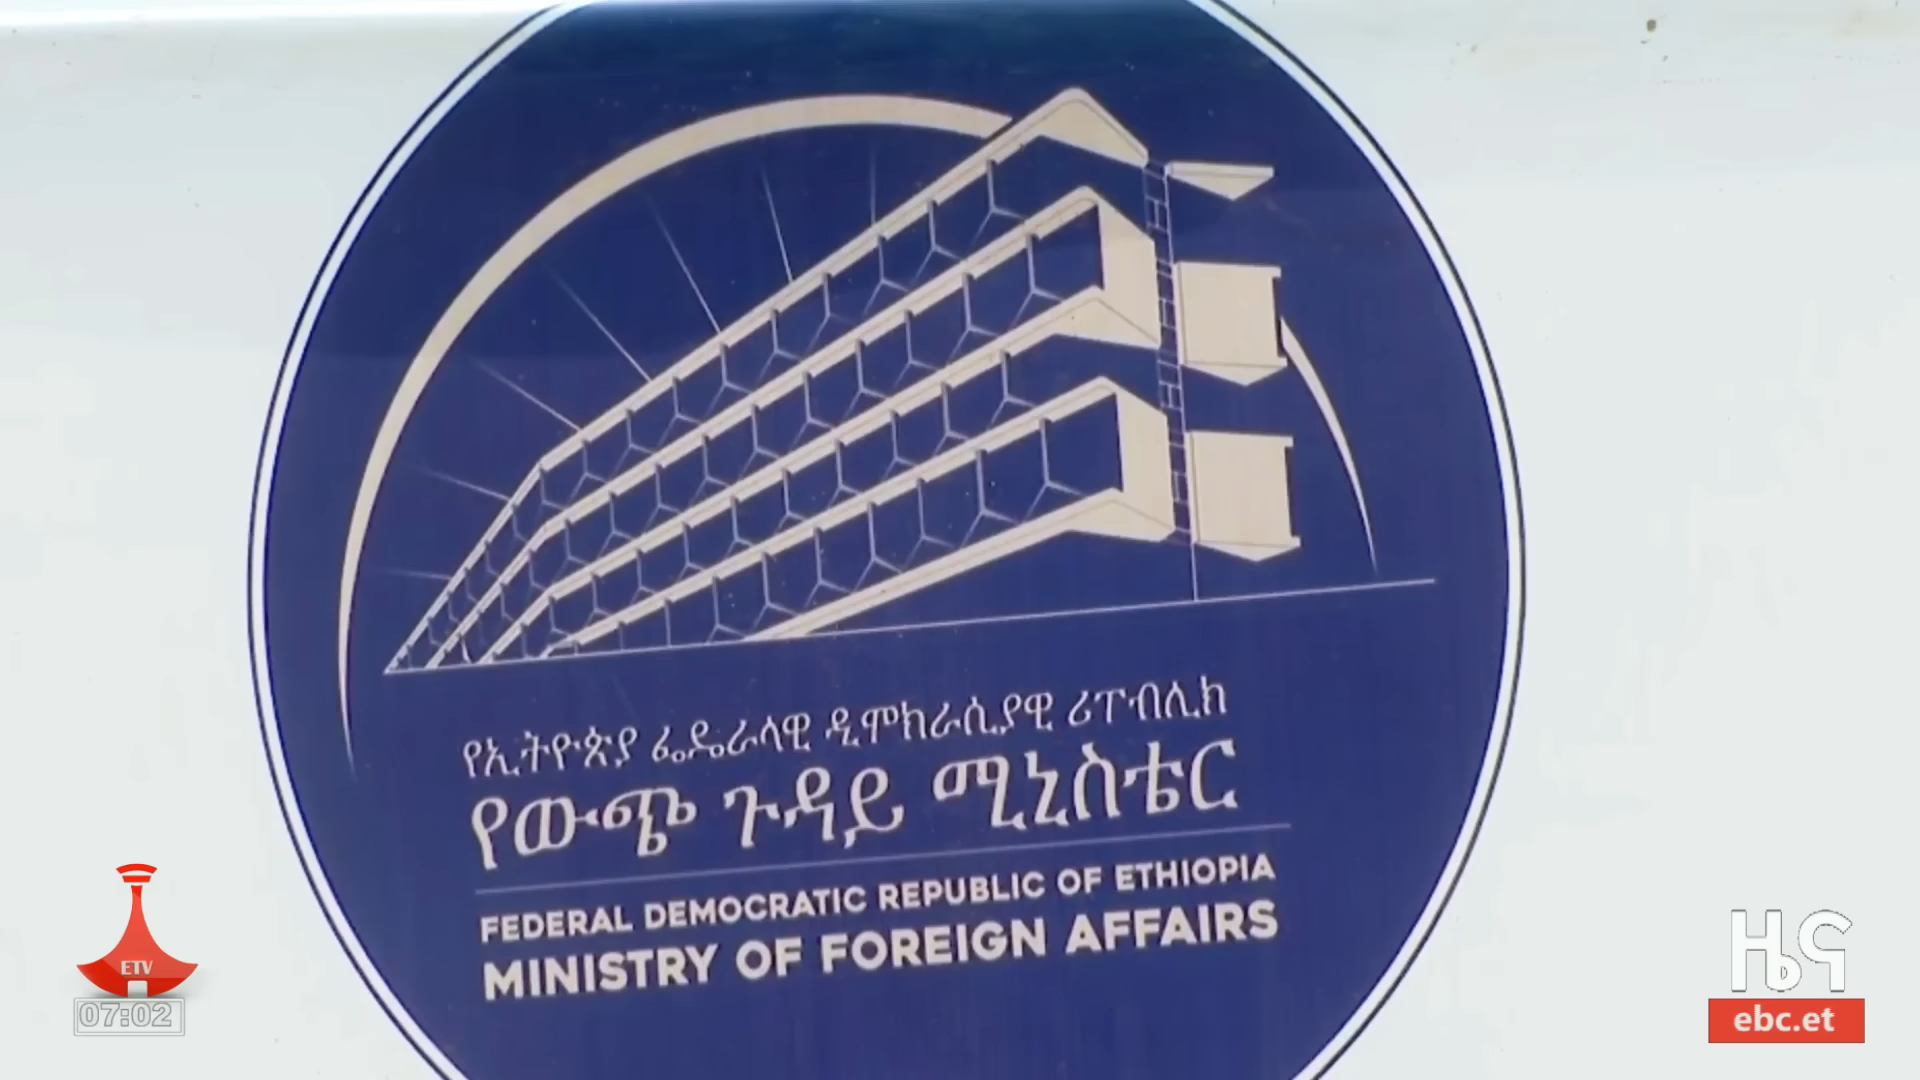 የኢትዮጵያ ፌዴራላዊ ዲሞክራሲያዊ ሪፐብሊክ
የውጭ ጉዳይ ሚኒስቴር
FEDERAL DEMOCRATIC REPUBLIC OF ETHIOPIA
MINISTRY OF FOREIGN AFFAIRS
ETV
07:02
ዜና
ebc.et